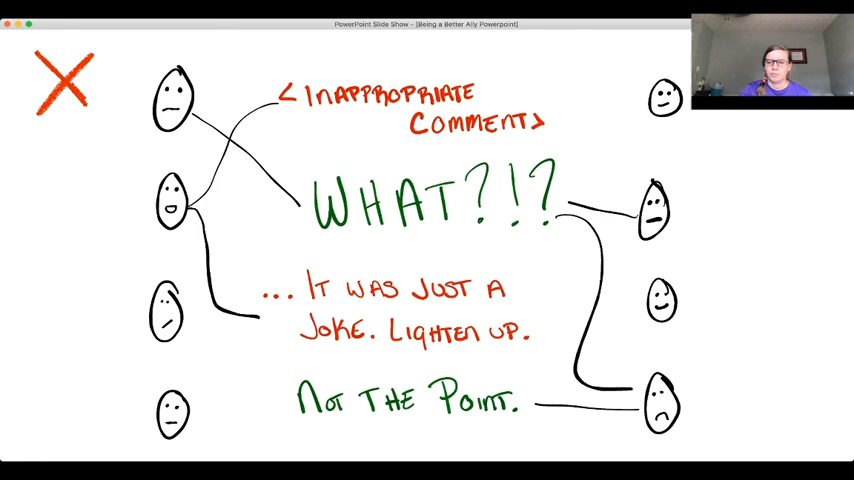 PowerPoint Slide Show - [Being a Better Ally Powerpoint]
<INAPPROPRIATE
COMMENT>
WHAT?!?
... IT WAS JUST A
JOKE. LIGHTEN UP.
NOT THE POINT.